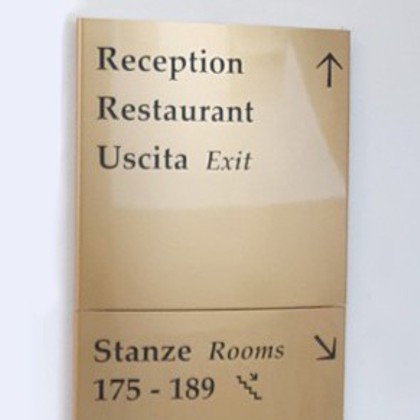 Reception
Restaurant
Uscita Exit
Stanze Rooms
175 - 189